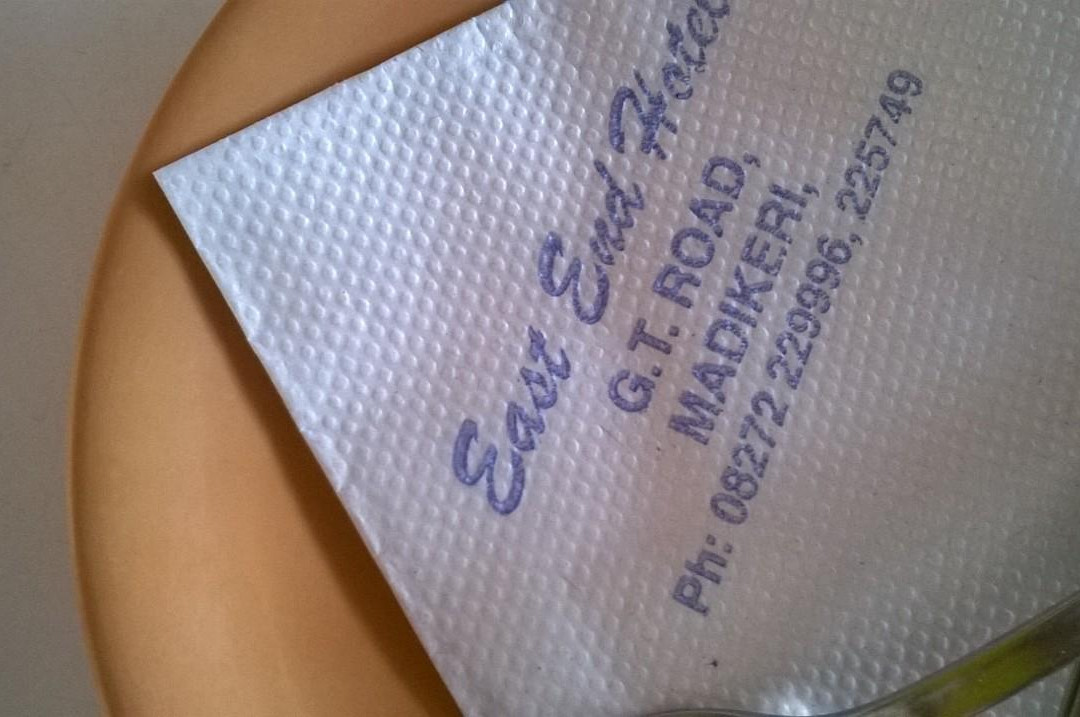 East End Hotel
G.T. ROAD,
MADIKERI,
Ph: 08272 229996, 225749